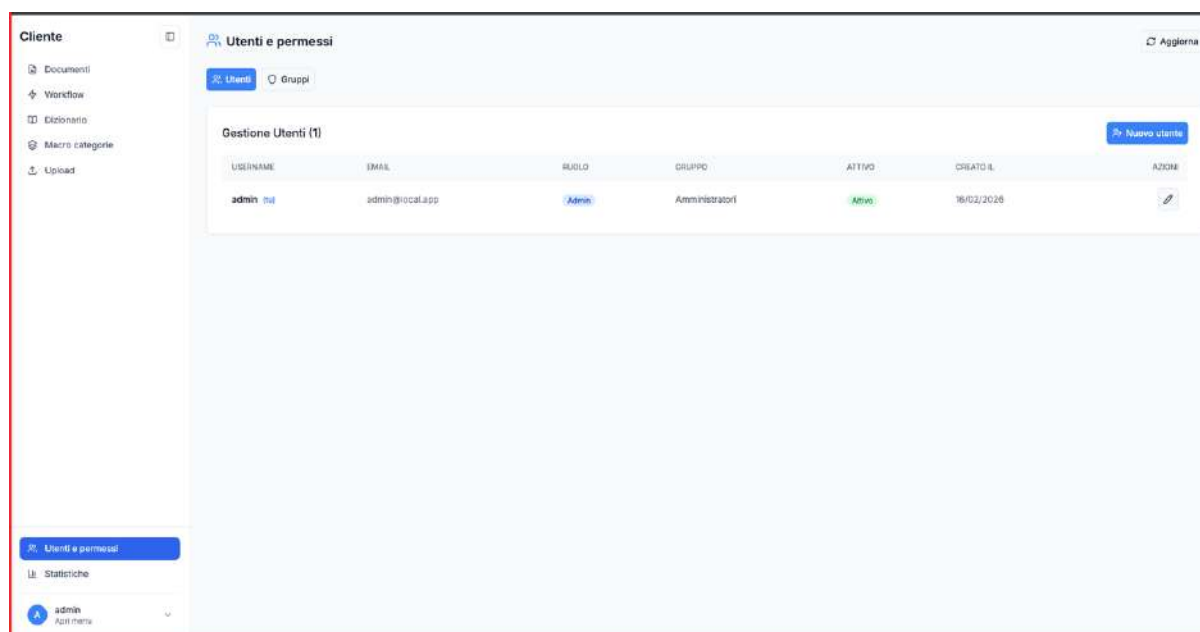 Cliente
Documenti
Workflow
Dizionario
Macro categorie
Upload
Utenti e permessi
Statistiche
A
admin
Apri menu
Utenti e permessi
Aggiorna
Utenti
Gruppi
Gestione Utenti (1)
Nuovo utente
USERNAME EMAIL RUOLO GRUPPO ATTIVO CREATO IL AZIONI
admin (tu) admin@local.app Admin Amministratori Attivo 16/02/2026